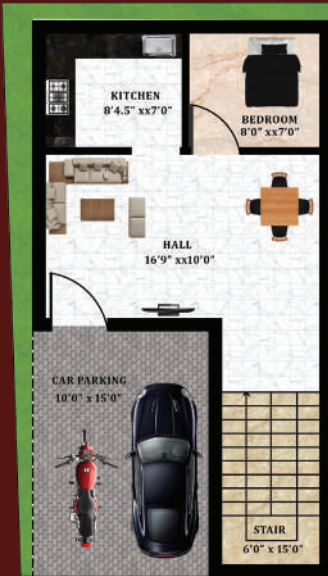 KITCHEN
8'4.5" xx7'0"
BEDROOM
8'0" xx7'0"
HALL
16'9" xx10'0"
CAR PARKING
10'0" x 15'0"
STAIR
6'0" x 15'0"